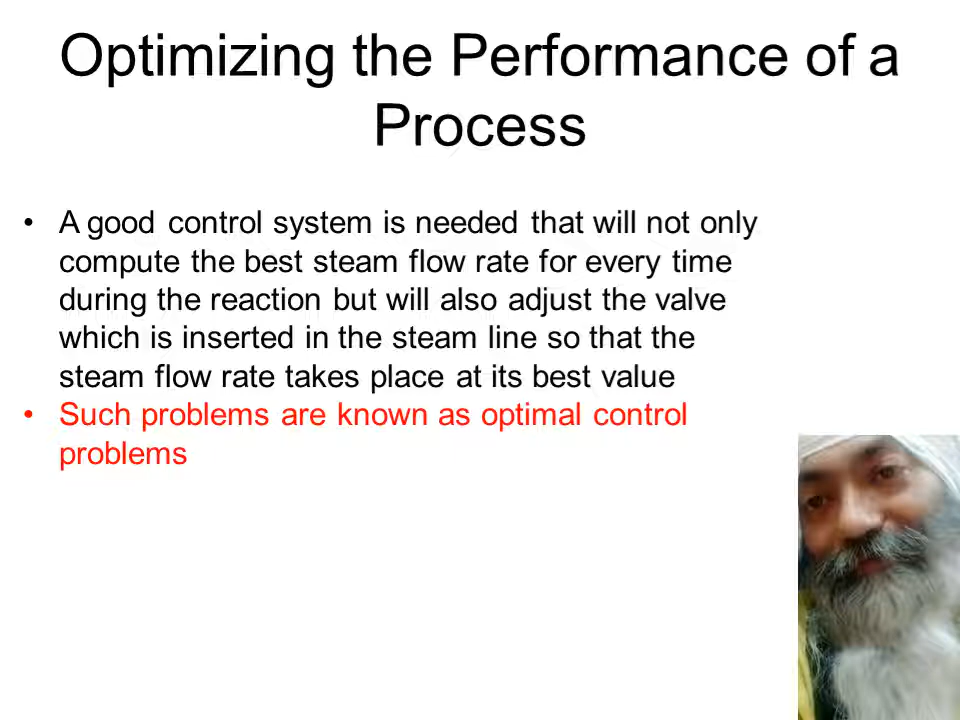 Optimizing the Performance of a
Process
• A good control system is needed that will not only
compute the best steam flow rate for every time
during the reaction but will also adjust the valve
which is inserted in the steam line so that the
steam flow rate takes place at its best value
• Such problems are known as optimal control
problems